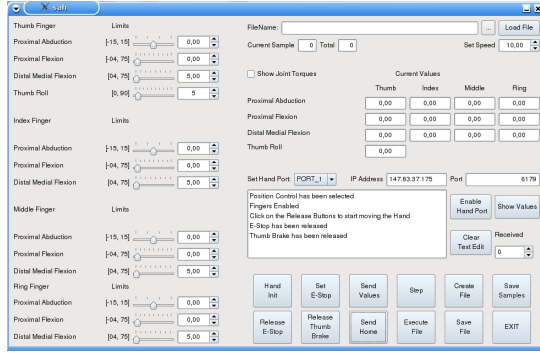 safri
Thumb Finger Limits
Proximal Abduction [-15, 15] 0,00
Proximal Flexion [-04, 75] 0,00
Distal Medial Flexion [04, 75] 5,00
Thumb Roll [0, 90] 5
Index Finger Limits
Proximal Abduction [-15, 15] 0,00
Proximal Flexion [-04, 75] 0,00
Distal Medial Flexion [04, 75] 5,00
Middle Finger Limits
Proximal Abduction [-15, 15] 0,00
Proximal Flexion [-04, 75] 0,00
Distal Medial Flexion [04, 75] 5,00
Ring Finger Limits
Proximal Abduction [-15, 15] 0,00
Proximal Flexion [-04, 75] 0,00
Distal Medial Flexion [04, 75] 5,00
FileName: ... Load File
Current Sample 0 Total 0 Set Speed 10,00
Show Joint Torques Current Values
Thumb Index Middle Ring
Proximal Abduction 0,00 0,00 0,00 0,00
Proximal Flexion 0,00 0,00 0,00 0,00
Distal Medial Flexion 0,00 0,00 0,00 0,00
Thumb Roll 0,00
Set Hand Port: PORT_1 IP Address 147.83.37.175 Port 6179
Position Control has been selected
Fingers Enabled
Click on the Release Buttons to start moving the Hand
E-Stop has been released
Thumb Brake has been released
Enable Hand Port
Show Values
Clear Text Edit
Received
0
Hand Init
Set E-Stop
Send Values
Step
Create File
Save Samples
Release E-Stop
Release Thumb Brake
Send Home
Execute File
Save File
EXIT